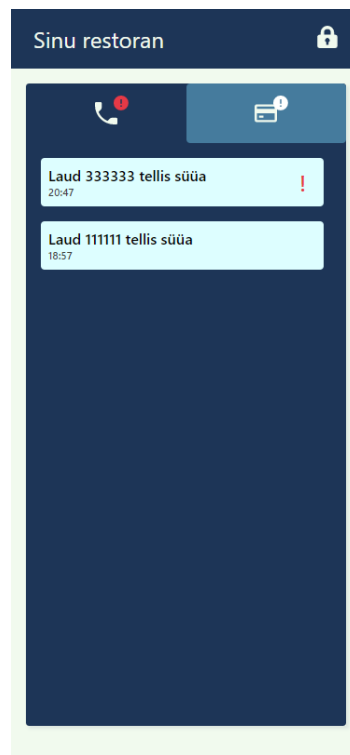 Sinu restoran
Laud 333333 tellis süüa
20:47
!
Laud 111111 tellis süüa
18:57